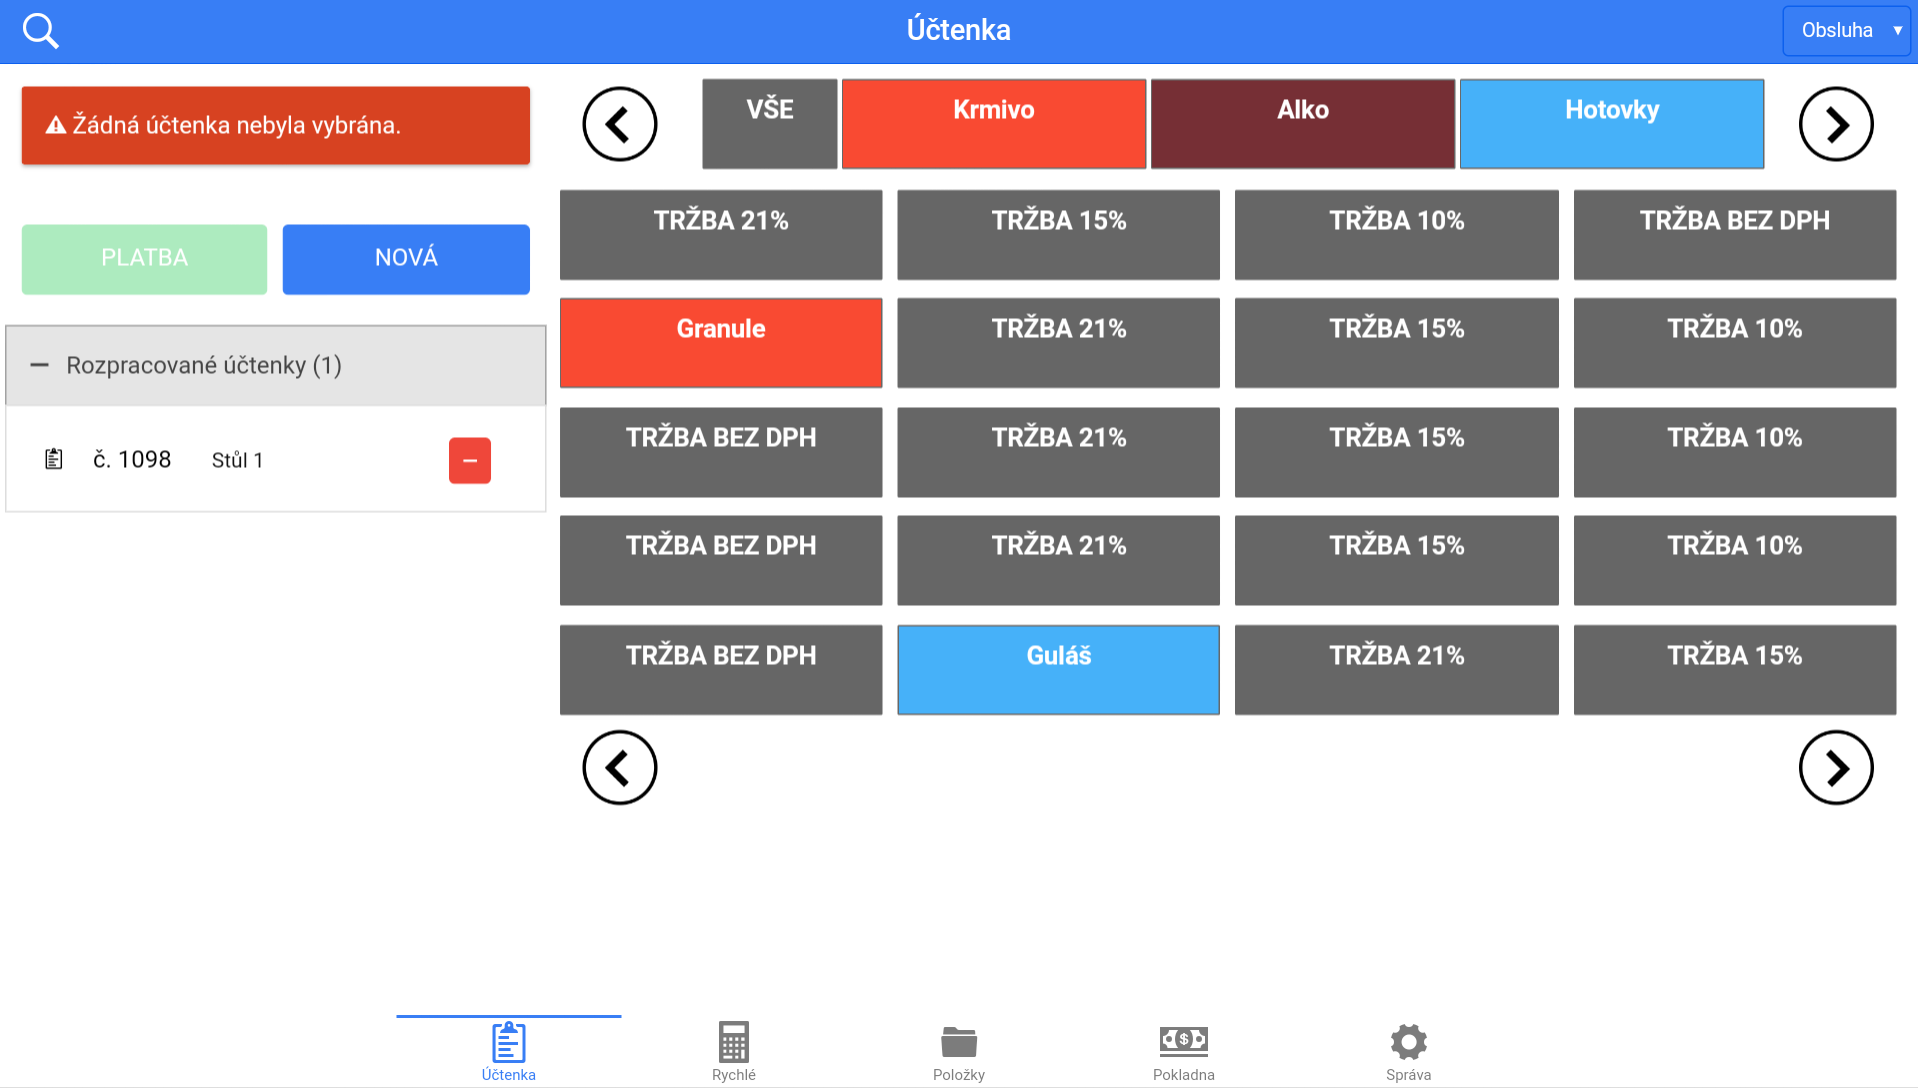 Účtenka
Obsluha ▼
Žádná účtenka nebyla vybrána.
PLATBA
NOVÁ
Rozpracované účtenky (1)
č. 1098 Stůl 1
VŠE
Krmivo
Alko
Hotovky
TRŽBA 21%
TRŽBA 15%
TRŽBA 10%
TRŽBA BEZ DPH
Granule
TRŽBA 21%
TRŽBA 15%
TRŽBA 10%
TRŽBA BEZ DPH
TRŽBA 21%
TRŽBA 15%
TRŽBA 10%
TRŽBA BEZ DPH
TRŽBA 21%
TRŽBA 15%
TRŽBA 10%
TRŽBA BEZ DPH
Guláš
TRŽBA 21%
TRŽBA 15%
Účtenka
Rychlé
Položky
Pokladna
Správa